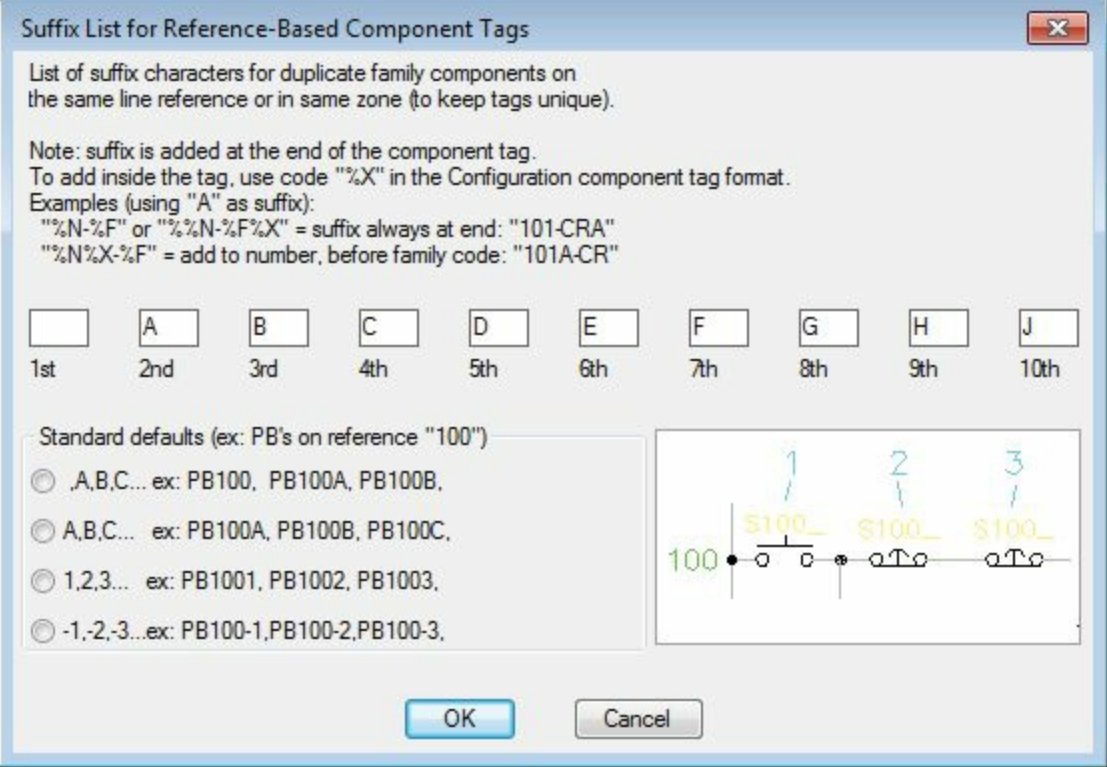 Suffix List for Reference-Based Component Tags
List of suffix characters for duplicate family components on
the same line reference or in same zone (to keep tags unique).
Note: suffix is added at the end of the component tag.
To add inside the tag, use code "%X" in the Configuration component tag format.
Examples (using "A" as suffix):
"%N-%F" or "%%N-%F%X" = suffix always at end: "101-CRA"
"%N%X-%F" = add to number, before family code: "101A-CR"
A B C D E F G H J
1st 2nd 3rd 4th 5th 6th 7th 8th 9th 10th
Standard defaults (ex: PB's on reference "100")
,A,B,C... ex: PB100, PB100A, PB100B,
A,B,C... ex: PB100A, PB100B, PB100C,
1,2,3... ex: PB1001, PB1002, PB1003,
-1,-2,-3...ex: PB100-1,PB100-2,PB100-3,
1 2 3
S100_ S100_ S100_
100
OK Cancel